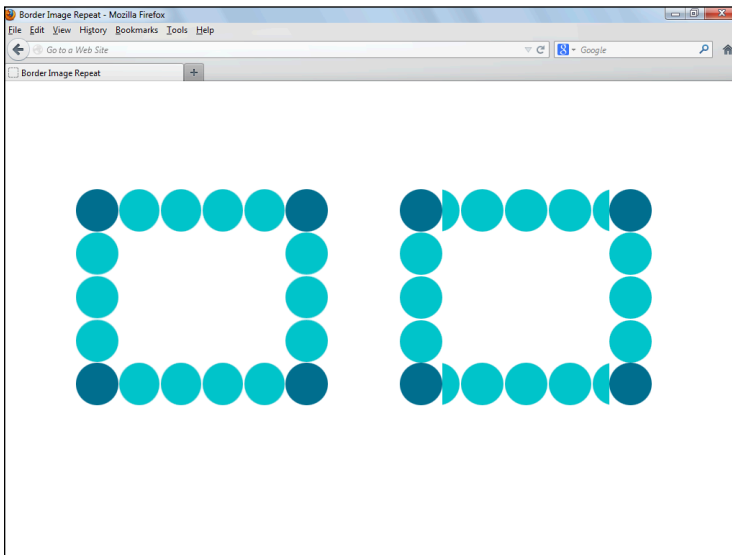 Border Image Repeat - Mozilla Firefox
File Edit View History Bookmarks Tools Help
Go to a Web Site
Google
Border Image Repeat